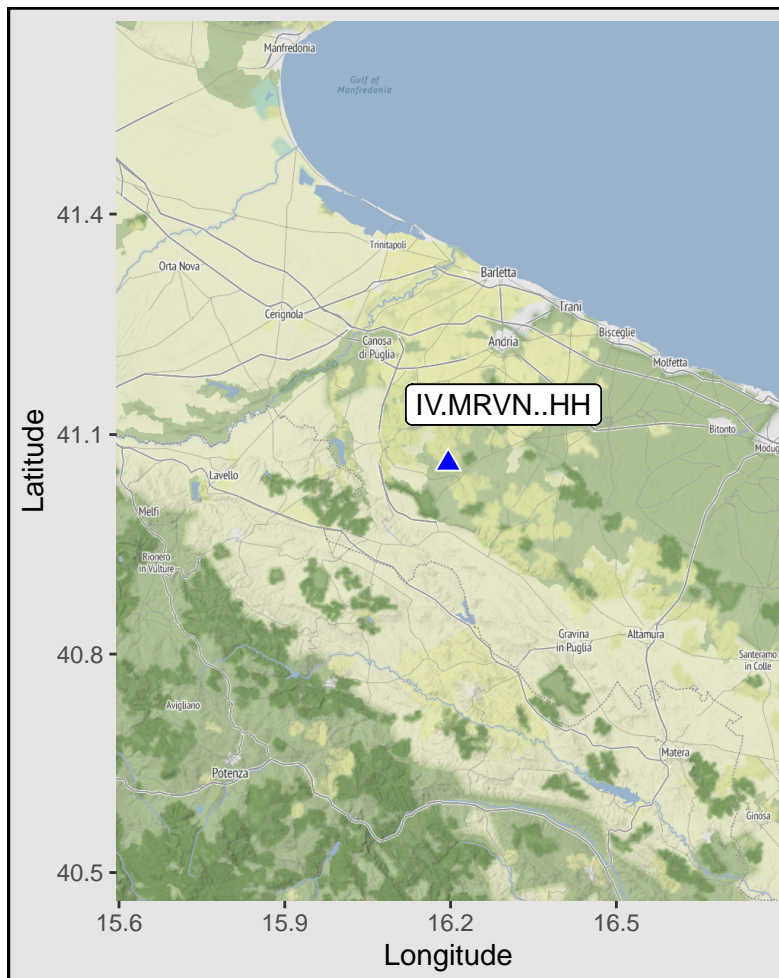 Manfredonia
Gulf of
Manfredonia
41.4
Trinitapoli
Orta Nova
Barletta
Cerignola
Trani
Canosa
di Puglia
Andria
Bisceglie
Molfetta
IV.MRVN..HH
41.1
Bitonto
Modug
Lavello
Melfi
Rionero
in Vulture
Latitude
40.8
Gravina
in Puglia
Altamura
Santeramo
in Colle
Avigliano
Matera
Potenza
Ginosa
40.5
15.6
15.9
16.2
16.5
Longitude